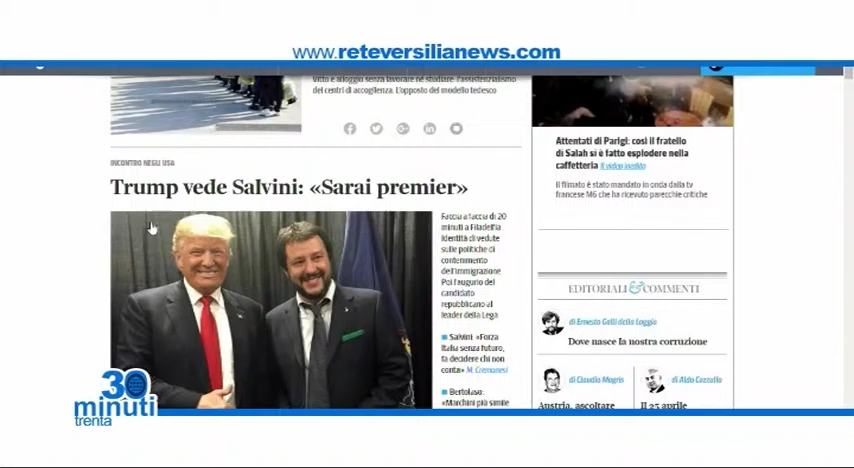 www.reteversilianews.com
vitto e alloggio senza lavorare né studiare: l'assistenzialismo
dei centri di accoglienza. L'opposto del modello tedesco
INCONTRO NEGLI USA
Trump vede Salvini: «Sarai premier»
Faccia a faccia di 20
minuti a Filadelfia
Identità di vedute
sulle politiche di
contenimento
dell'immigrazione
Poi l'augurio del
candidato
repubblicano al
leader della Lega
Salvini: «Forza
Italia senza futuro,
fa decidere chi non
conta» M. Cremonesi
Bertolaso:
«Marchini più simile
Attentati di Parigi: così il fratello
di Salah si è fatto esplodere nella
caffetteria Il video inedito
Il filmato è stato mandato in onda dalla tv
francese M6 che ha ricevuto parecchie critiche
EDITORIALI & COMMENTI
di Ernesto Galli della Loggia
Dove nasce la nostra corruzione
di Claudio Magris
Austria, ascoltare
di Aldo Cazzullo
Il 25 aprile
30
minuti
trenta